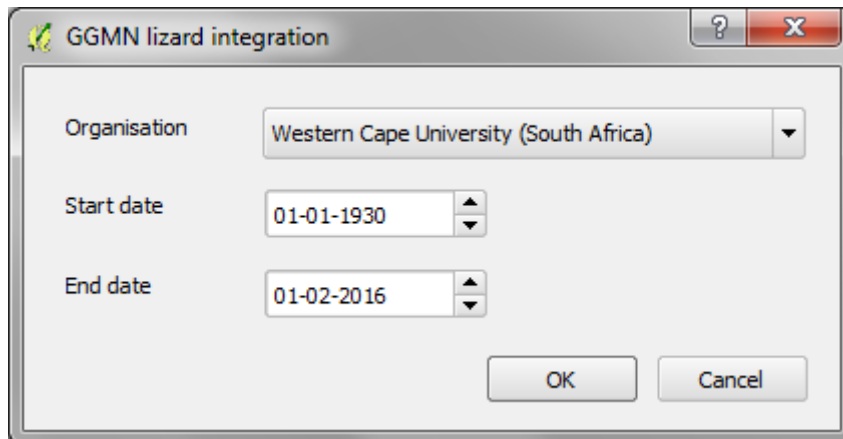 GGMN lizard integration
Organisation Western Cape University (South Africa)
Start date 01-01-1930
End date 01-02-2016
OK Cancel